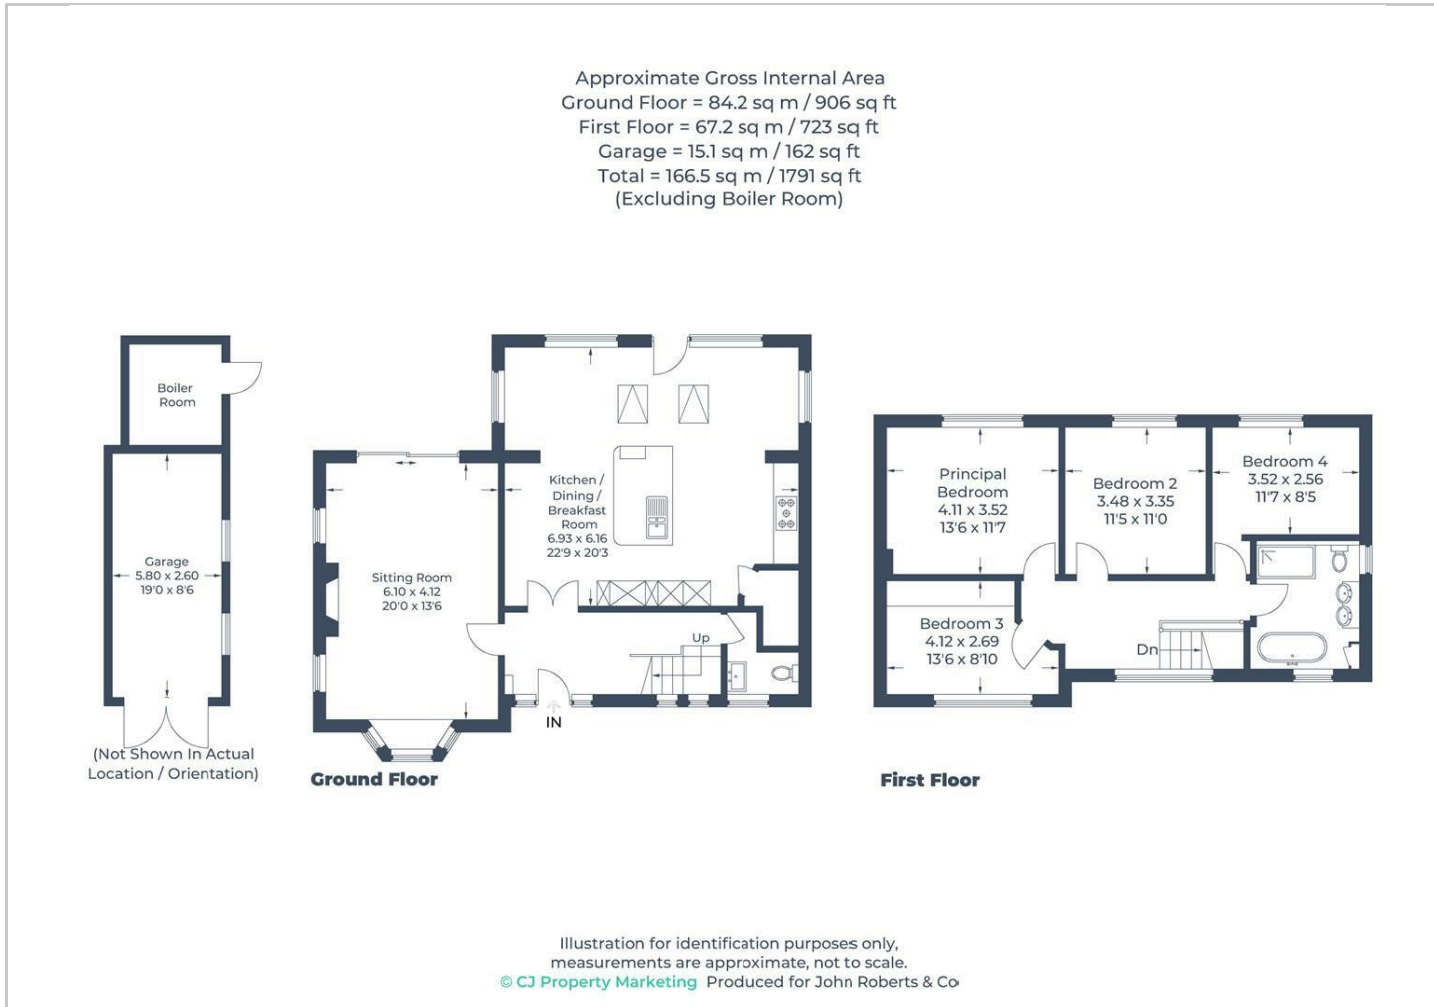 Approximate Gross Internal Area
Ground Floor = 84.2 sq m / 906 sq ft
First Floor = 67.2 sq m / 723 sq ft
Garage = 15.1 sq m / 162 sq ft
Total = 166.5 sq m / 1791 sq ft
(Excluding Boiler Room)
Boiler
Room
Garage
5.80 x 2.60
19'0 x 8'6
(Not Shown In Actual
Location / Orientation)
Sitting Room
6.10 x 4.12
20'0 x 13'6
Kitchen /
Dining /
Breakfast
Room
6.93 x 6.16
22'9 x 20'3
Up
IN
Ground Floor
Principal
Bedroom
4.11 x 3.52
13'6 x 11'7
Bedroom 2
3.48 x 3.35
11'5 x 11'0
Bedroom 4
3.52 x 2.56
11'7 x 8'5
Bedroom 3
4.12 x 2.69
13'6 x 8'10
Dn
First Floor
Illustration for identification purposes only,
measurements are approximate, not to scale.
© CJ Property Marketing Produced for John Roberts & Co